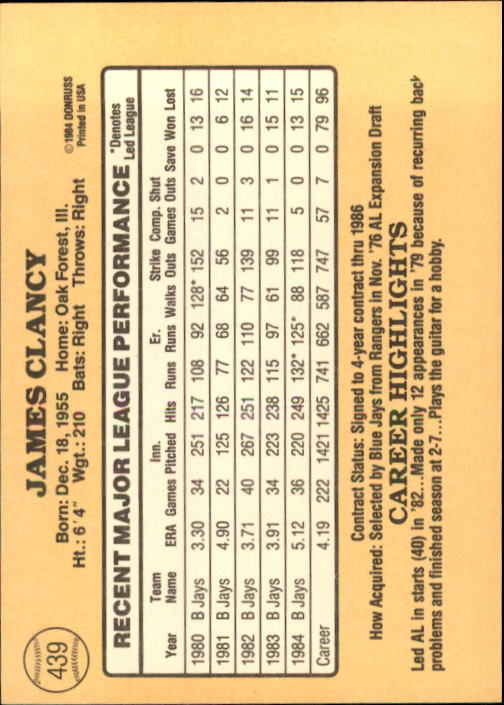 439
JAMES CLANCY
© 1984 DONRUSS
Printed in USA
Born: Dec. 18, 1955 Home: Oak Forest, Ill.
Ht.: 6'4" Wgt.: 210 Bats: Right Throws: Right
RECENT MAJOR LEAGUE PERFORMANCE *Denotes Led League
Year Team Name ERA Games Inn. Pitched Hits Runs Er. Runs Walks Strike Outs Comp. Games Shut Outs Save Won Lost
1980 B Jays 3.30 34 251 217 108 92 128* 152 15 2 0 13 16
1981 B Jays 4.90 22 125 126 77 68 64 56 2 0 0 6 12
1982 B Jays 3.71 40 267 251 122 110 77 139 11 3 0 16 14
1983 B Jays 3.91 34 223 238 115 97 61 99 11 1 0 15 11
1984 B Jays 5.12 36 220 249 132* 125* 88 118 5 0 0 13 15
Career 4.19 222 1421 1425 741 662 587 747 57 7 0 79 96
Contract Status: Signed to 4-year contract thru 1986
How Acquired: Selected by Blue Jays from Rangers in Nov. '76 AL Expansion Draft
CAREER HIGHLIGHTS
Led AL in starts (40) in '82...Made only 12 appearances in '79 because of recurring back
problems and finished season at 2-7...Plays the guitar for a hobby.